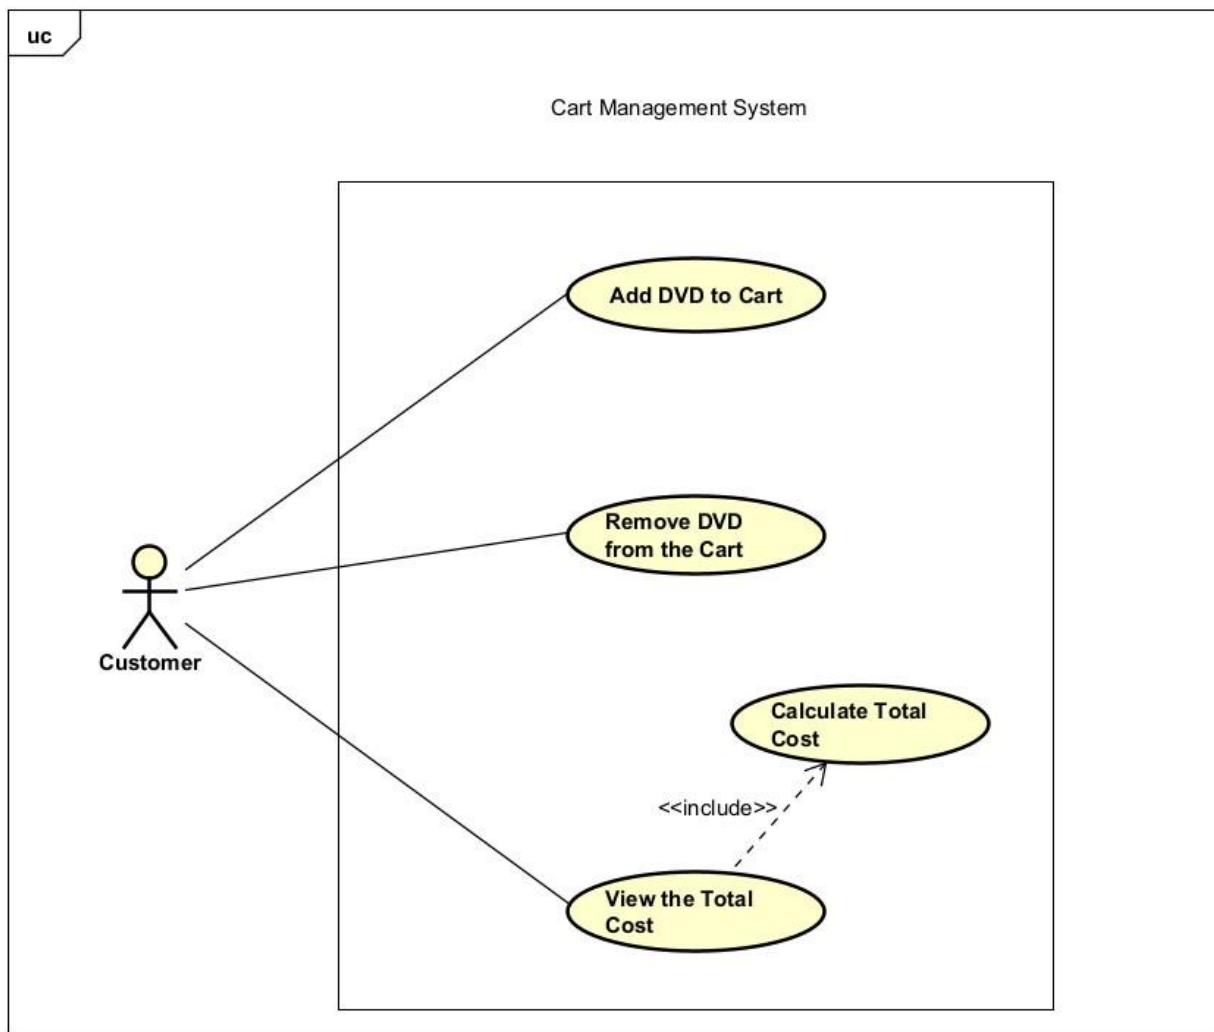 uc
Cart Management System
Add DVD to Cart
Remove DVD
from the Cart
Customer
Calculate Total
Cost
<<include>>
View the Total
Cost